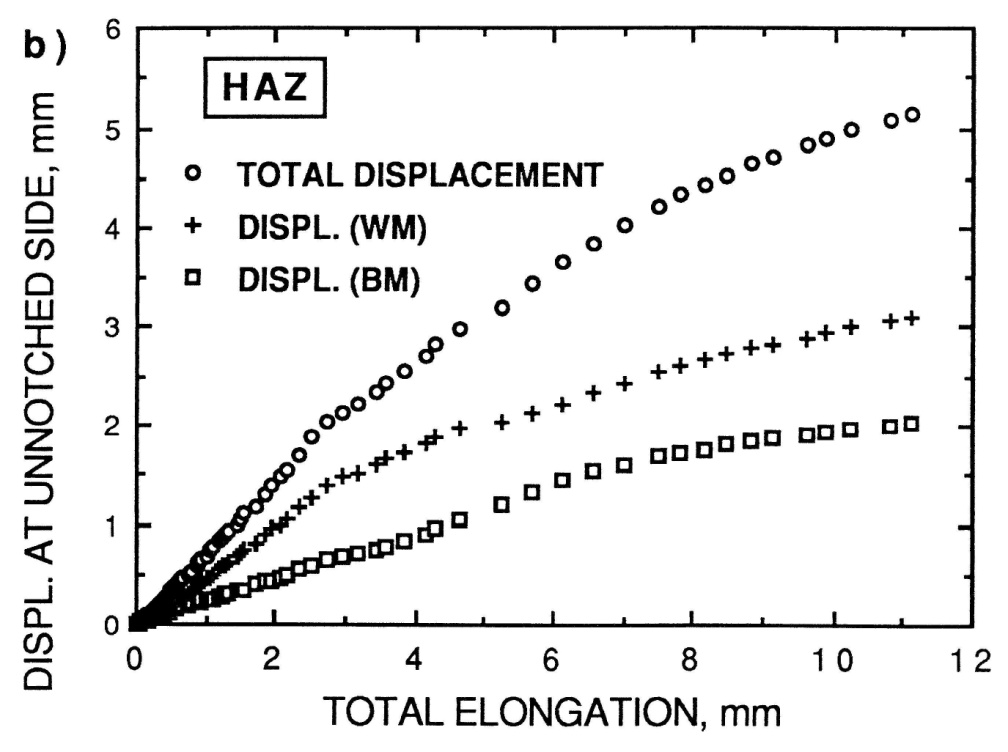 b)
HAZ
TOTAL DISPLACEMENT
DISPL. (WM)
DISPL. (BM)
DISPL. AT UNNOTCHED SIDE, mm
6
5
4
3
2
1
0
0 2 4 6 8 10 12
TOTAL ELONGATION, mm